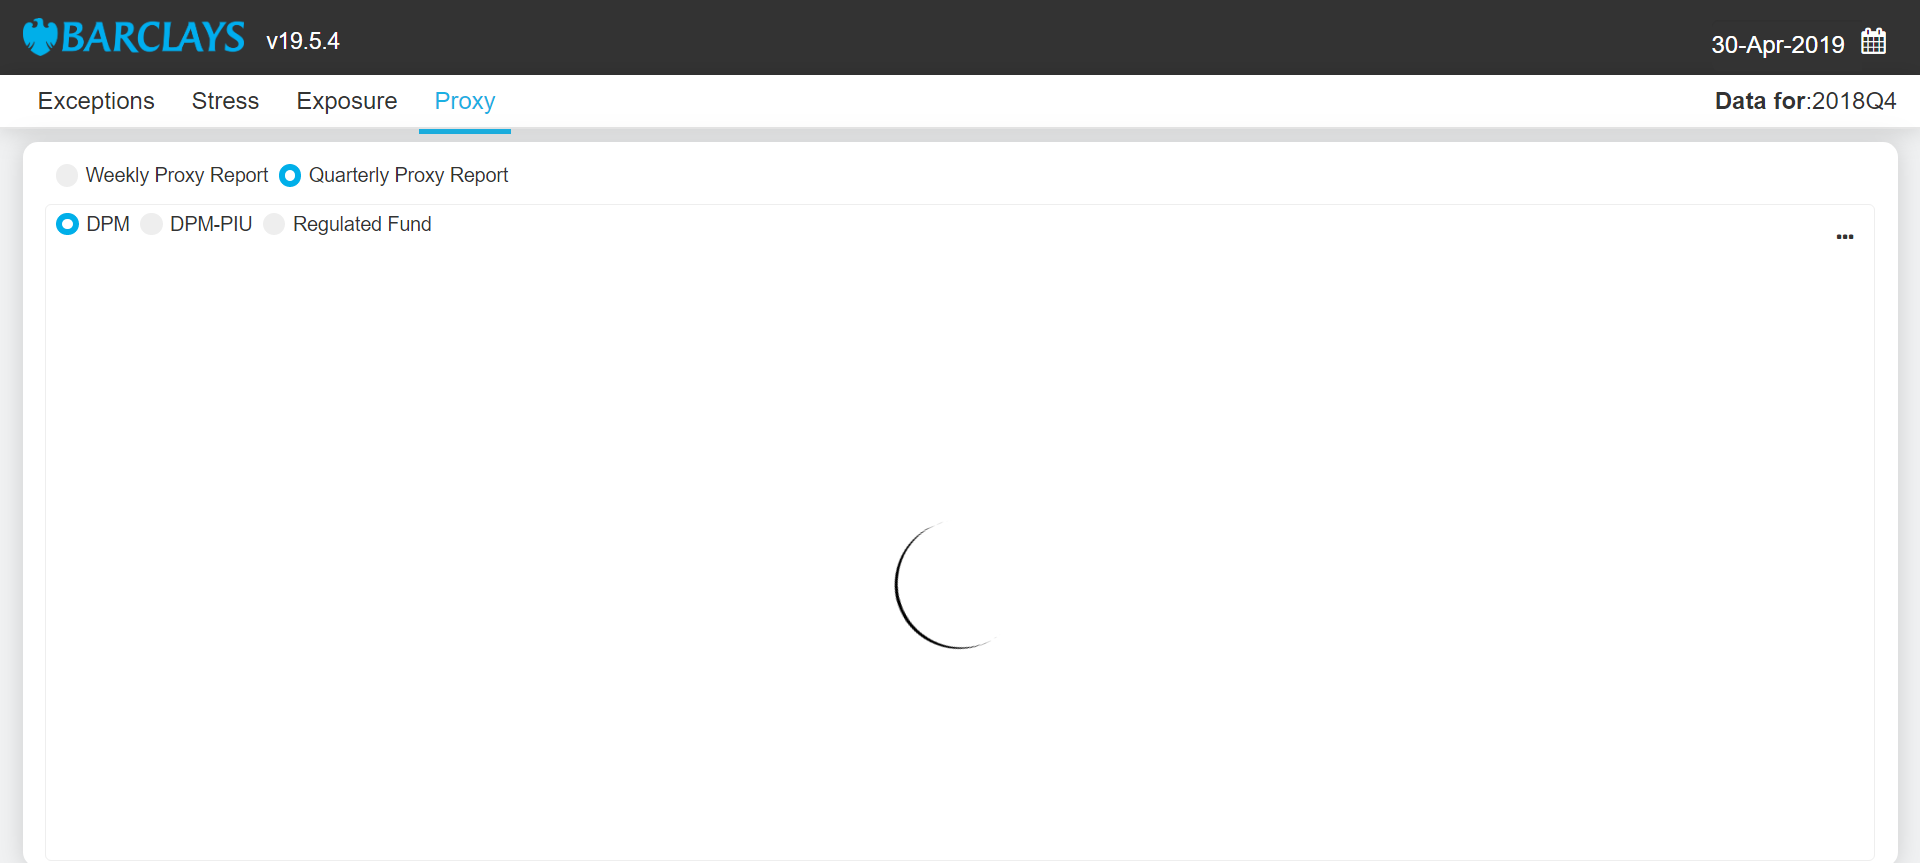 BARCLAYS v19.5.4 30-Apr-2019
Exceptions Stress Exposure Proxy Data for:2018Q4
Weekly Proxy Report Quarterly Proxy Report
DPM DPM-PIU Regulated Fund